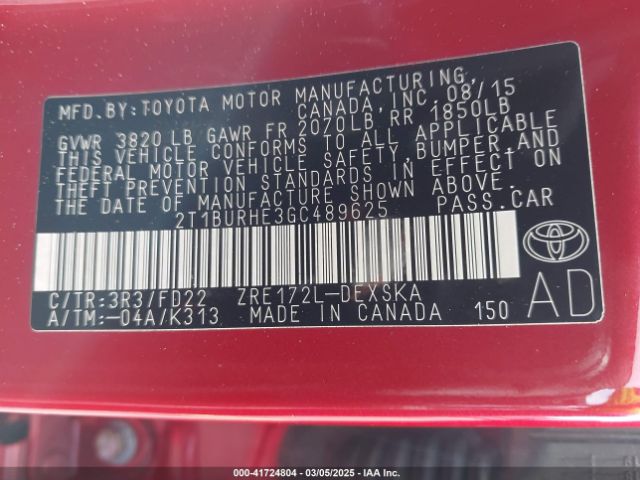 MFD.BY:TOYOTA MOTOR MANUFACTURING,
CANADA, INC. 08/15
GVWR 3820 LB GAWR FR 2070LB, RR 1850LB
THIS VEHICLE CONFORMS TO ALL APPLICABLE
FEDERAL MOTOR VEHICLE SAFETY,BUMPER,AND
THEFT PREVENTION STANDARDS IN EFFECT ON
THE DATE OF MANUFACTURE SHOWN ABOVE.
2T1BURHE3GC489625 PASS.CAR
C/TR:3R3/FD22 ZRE172L-DEXSKA
A/TM:-04A/K313 MADE IN CANADA 150
AD
000-41724804 | 03/05/2025 | IAA Inc.